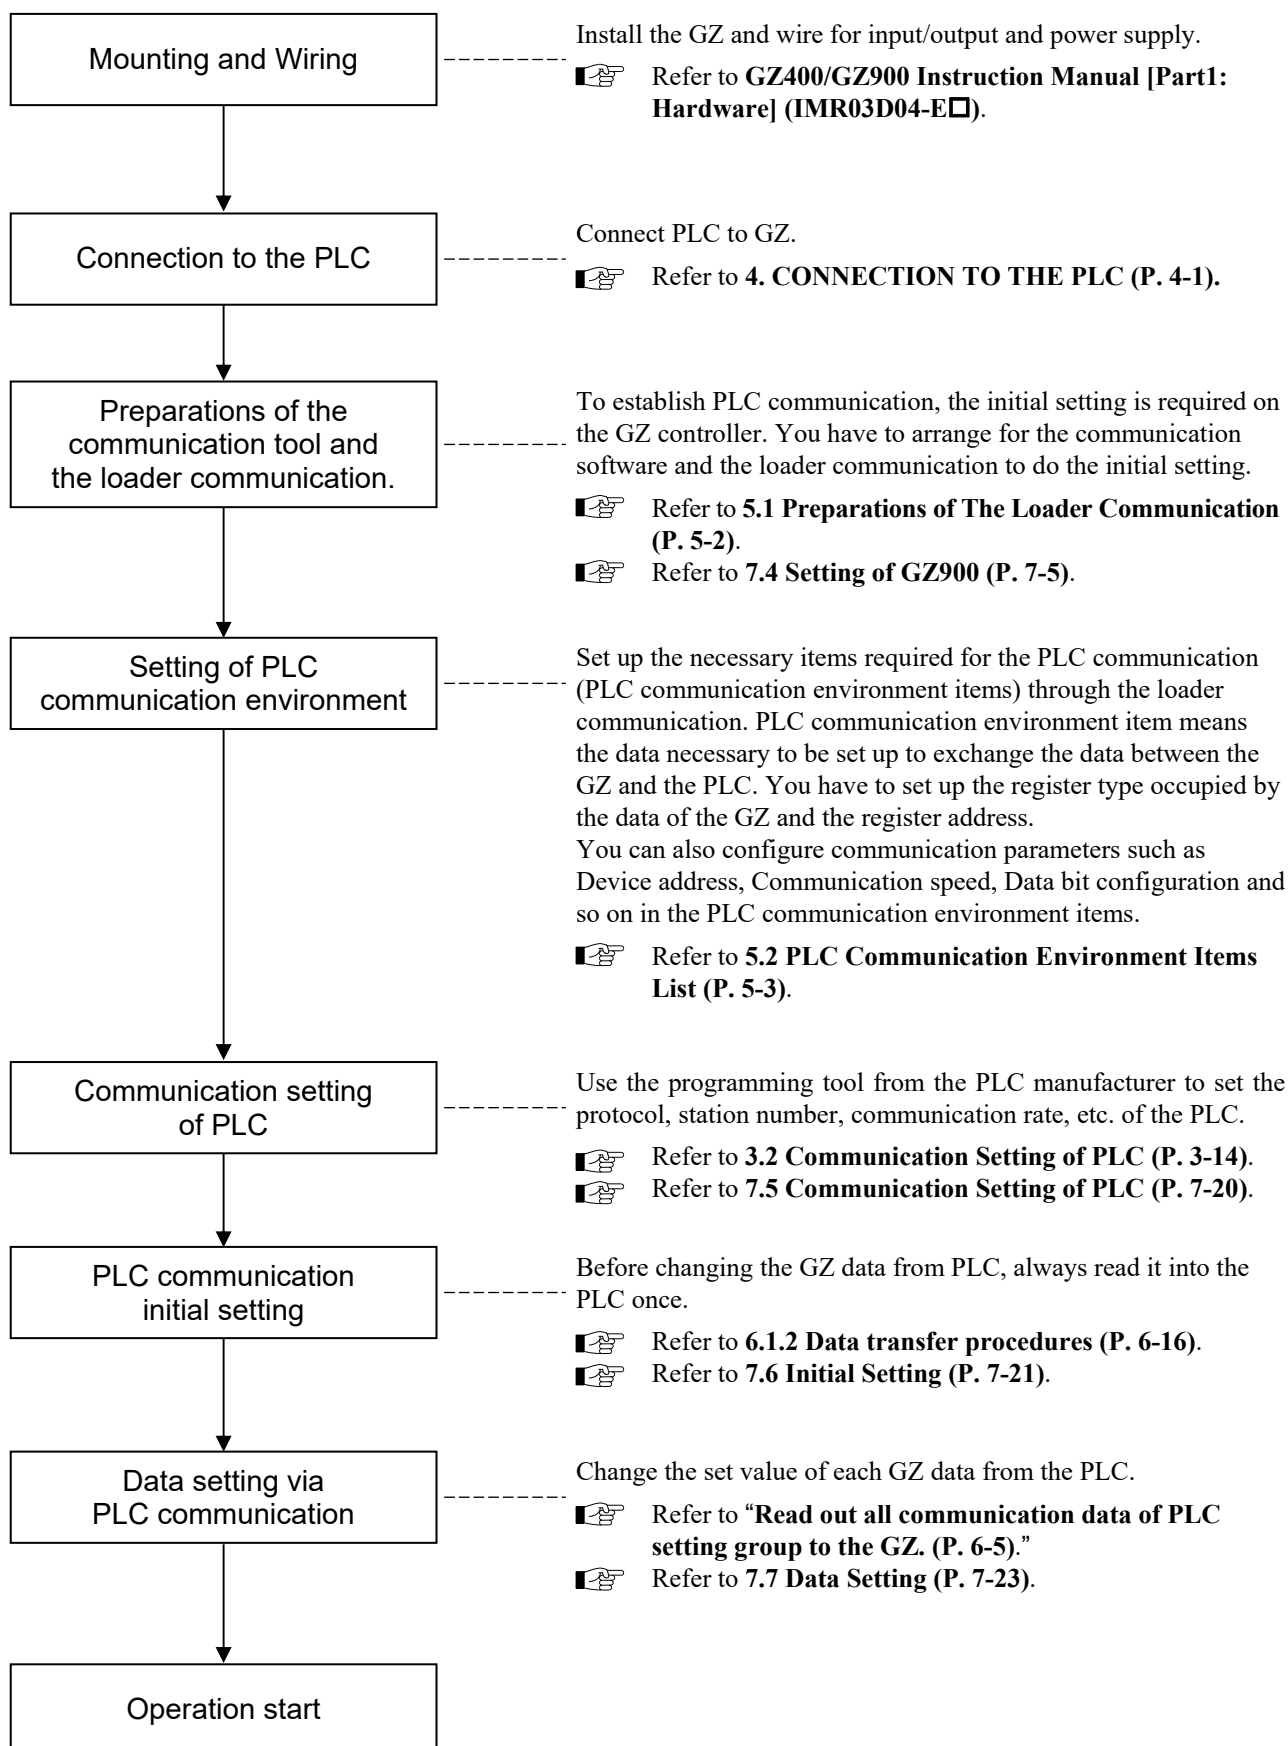 Mounting and Wiring
Install the GZ and wire for input/output and power supply.
Refer to GZ400/GZ900 Instruction Manual [Part1:
Hardware] (IMR03D04-E□).
Connection to the PLC
Connect PLC to GZ.
Refer to 4. CONNECTION TO THE PLC (P. 4-1).
Preparations of the
communication tool and
the loader communication.
To establish PLC communication, the initial setting is required on
the GZ controller. You have to arrange for the communication
software and the loader communication to do the initial setting.
Refer to 5.1 Preparations of The Loader Communication
(P. 5-2).
Refer to 7.4 Setting of GZ900 (P. 7-5).
Setting of PLC
communication environment
Set up the necessary items required for the PLC communication
(PLC communication environment items) through the loader
communication. PLC communication environment item means
the data necessary to be set up to exchange the data between the
GZ and the PLC. You have to set up the register type occupied by
the data of the GZ and the register address.
You can also configure communication parameters such as
Device address, Communication speed, Data bit configuration and
so on in the PLC communication environment items.
Refer to 5.2 PLC Communication Environment Items
List (P. 5-3).
Communication setting
of PLC
Use the programming tool from the PLC manufacturer to set the
protocol, station number, communication rate, etc. of the PLC.
Refer to 3.2 Communication Setting of PLC (P. 3-14).
Refer to 7.5 Communication Setting of PLC (P. 7-20).
PLC communication
initial setting
Before changing the GZ data from PLC, always read it into the
PLC once.
Refer to 6.1.2 Data transfer procedures (P. 6-16).
Refer to 7.6 Initial Setting (P. 7-21).
Data setting via
PLC communication
Change the set value of each GZ data from the PLC.
Refer to “Read out all communication data of PLC
setting group to the GZ. (P. 6-5).”
Refer to 7.7 Data Setting (P. 7-23).
Operation start